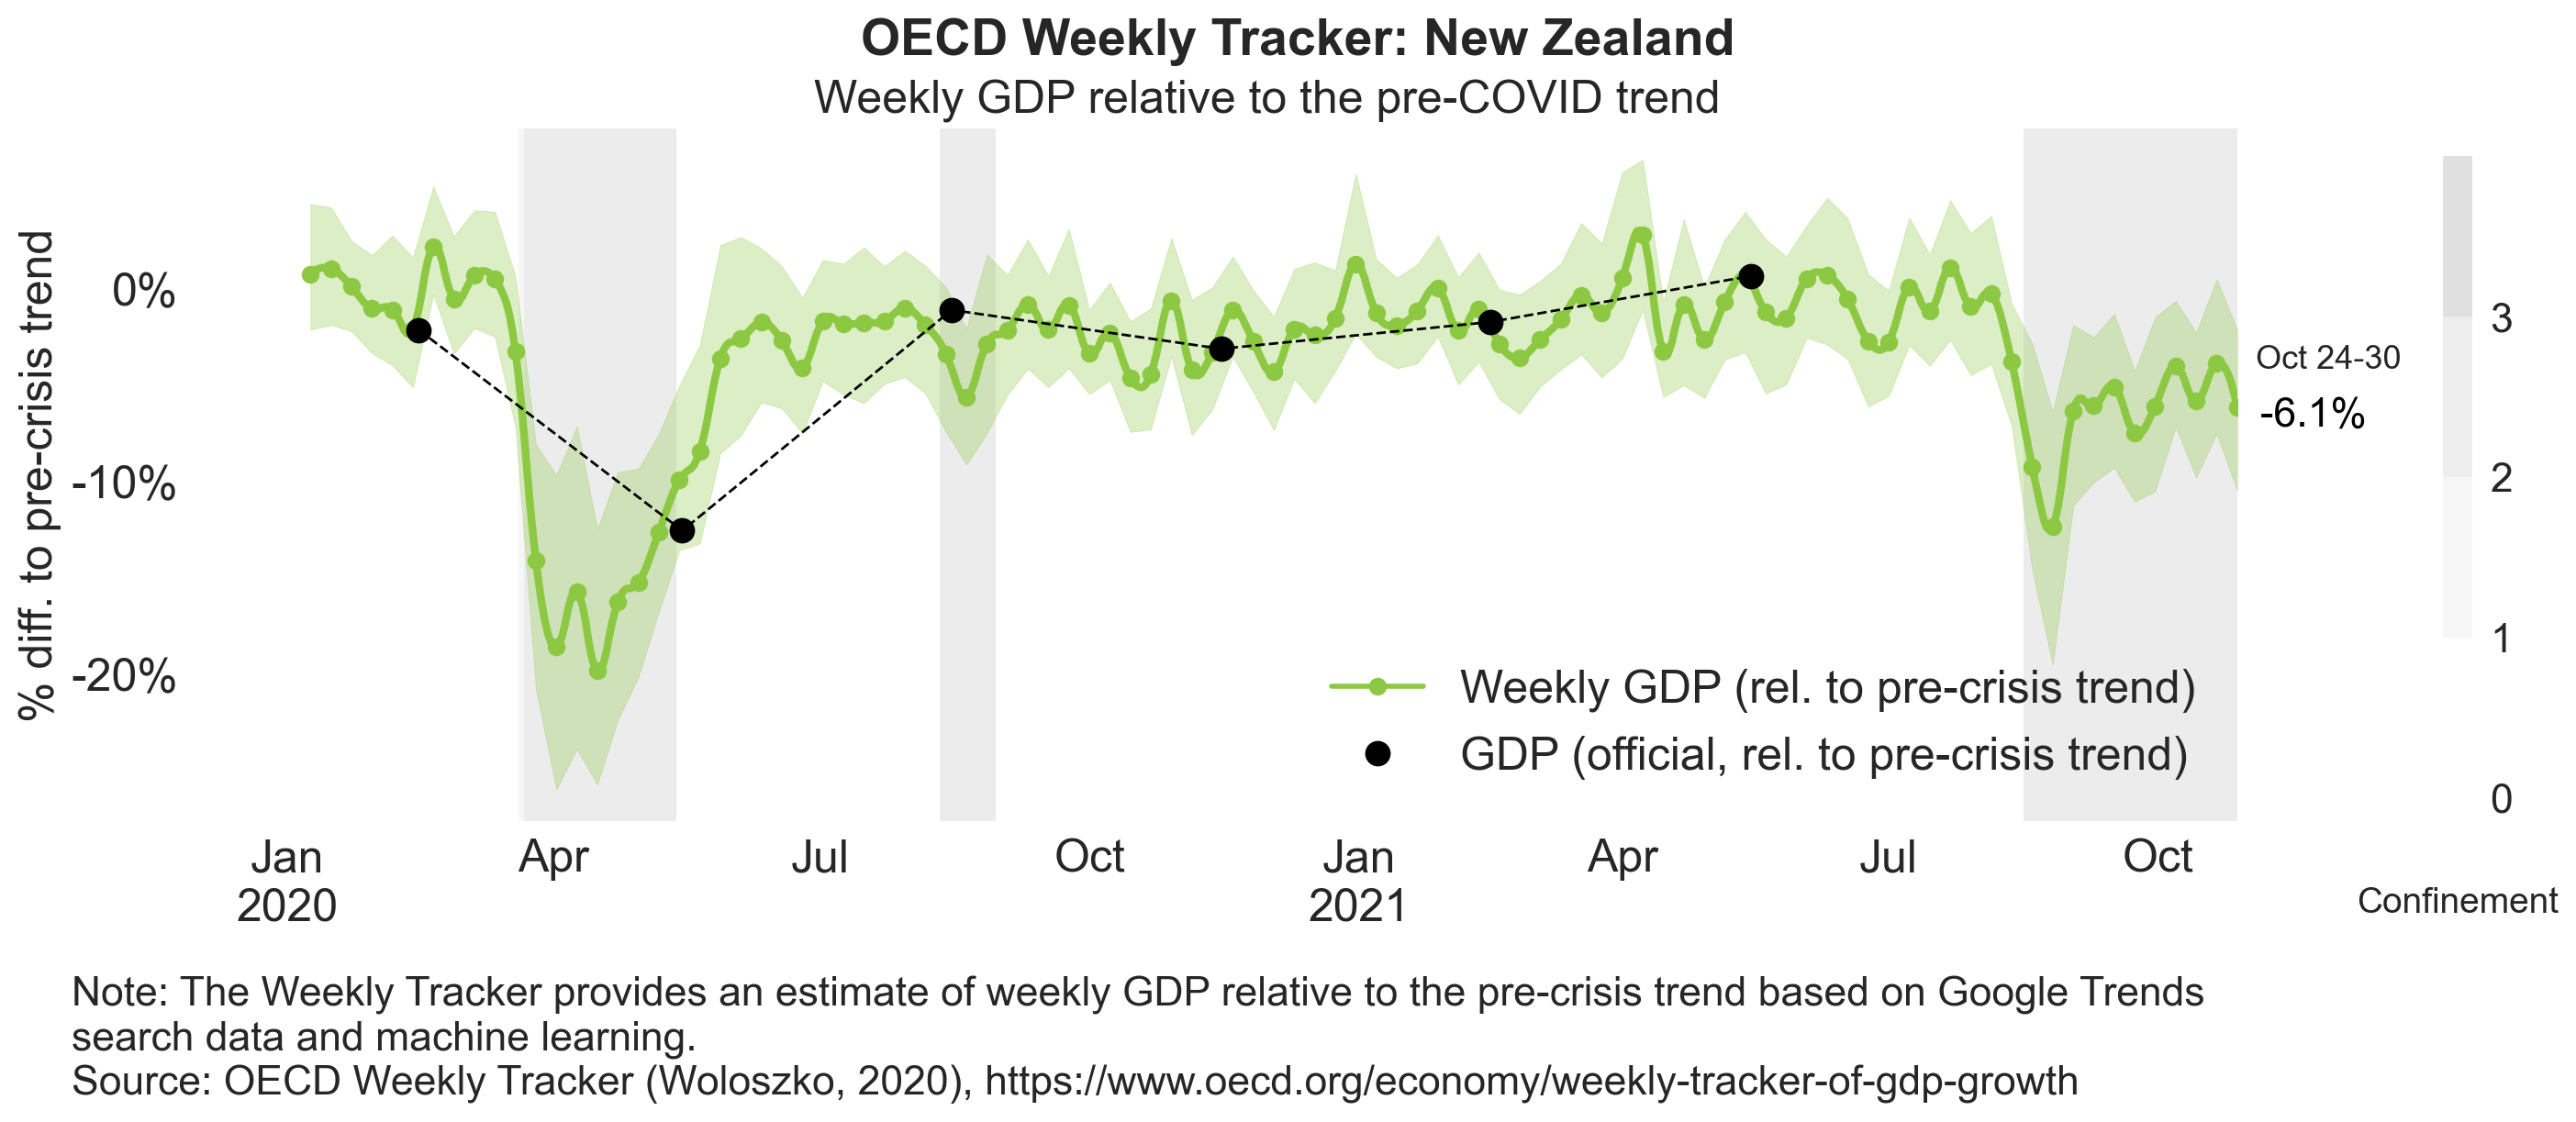 OECD Weekly Tracker: New Zealand
Weekly GDP relative to the pre-COVID trend
% diff. to pre-crisis trend
0%
-10%
-20%
Oct 24-30
-6.1%
3
2
1
0
Confinement
Weekly GDP (rel. to pre-crisis trend)
GDP (official, rel. to pre-crisis trend)
Jan Apr Jul Oct Jan Apr Jul Oct
2020 2021
Note: The Weekly Tracker provides an estimate of weekly GDP relative to the pre-crisis trend based on Google Trends
search data and machine learning.
Source: OECD Weekly Tracker (Woloszko, 2020), https://www.oecd.org/economy/weekly-tracker-of-gdp-growth